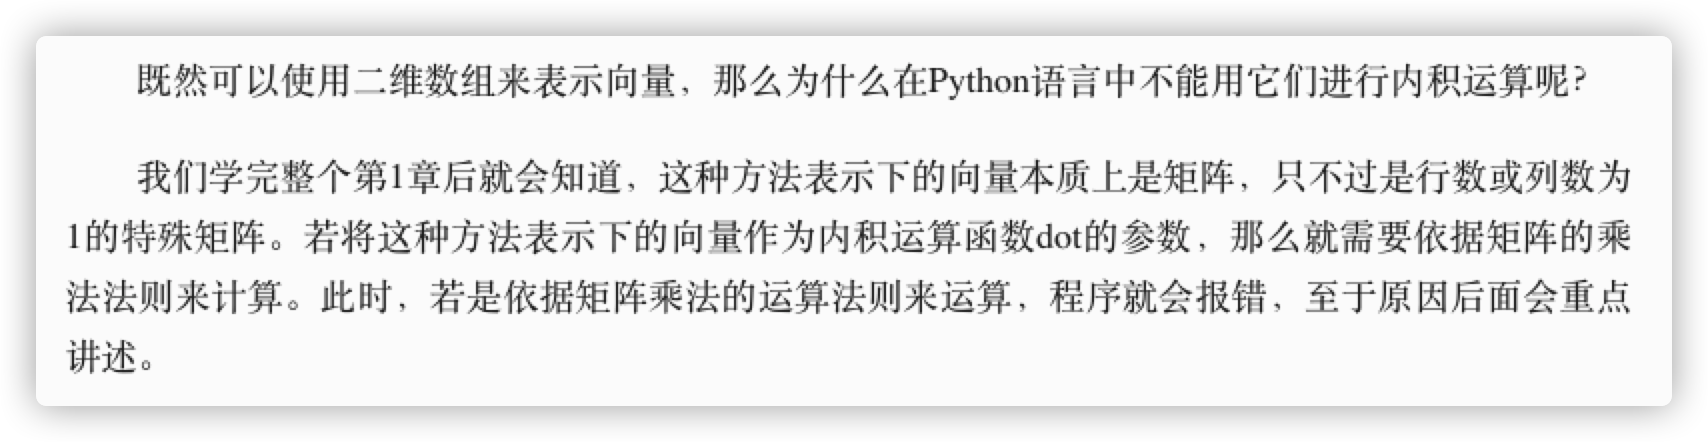 既然可以使用二维数组来表示向量，那么为什么在Python语言中不能用它们进行内积运算呢？
我们学完整个第1章后就会知道，这种方法表示下的向量本质上是矩阵，只不过是行数或列数为
1的特殊矩阵。若将这种方法表示下的向量作为内积运算函数dot的参数，那么就需要依据矩阵的乘
法法则来计算。此时，若是依据矩阵乘法的运算法则来运算，程序就会报错，至于原因后面会重点
讲述。